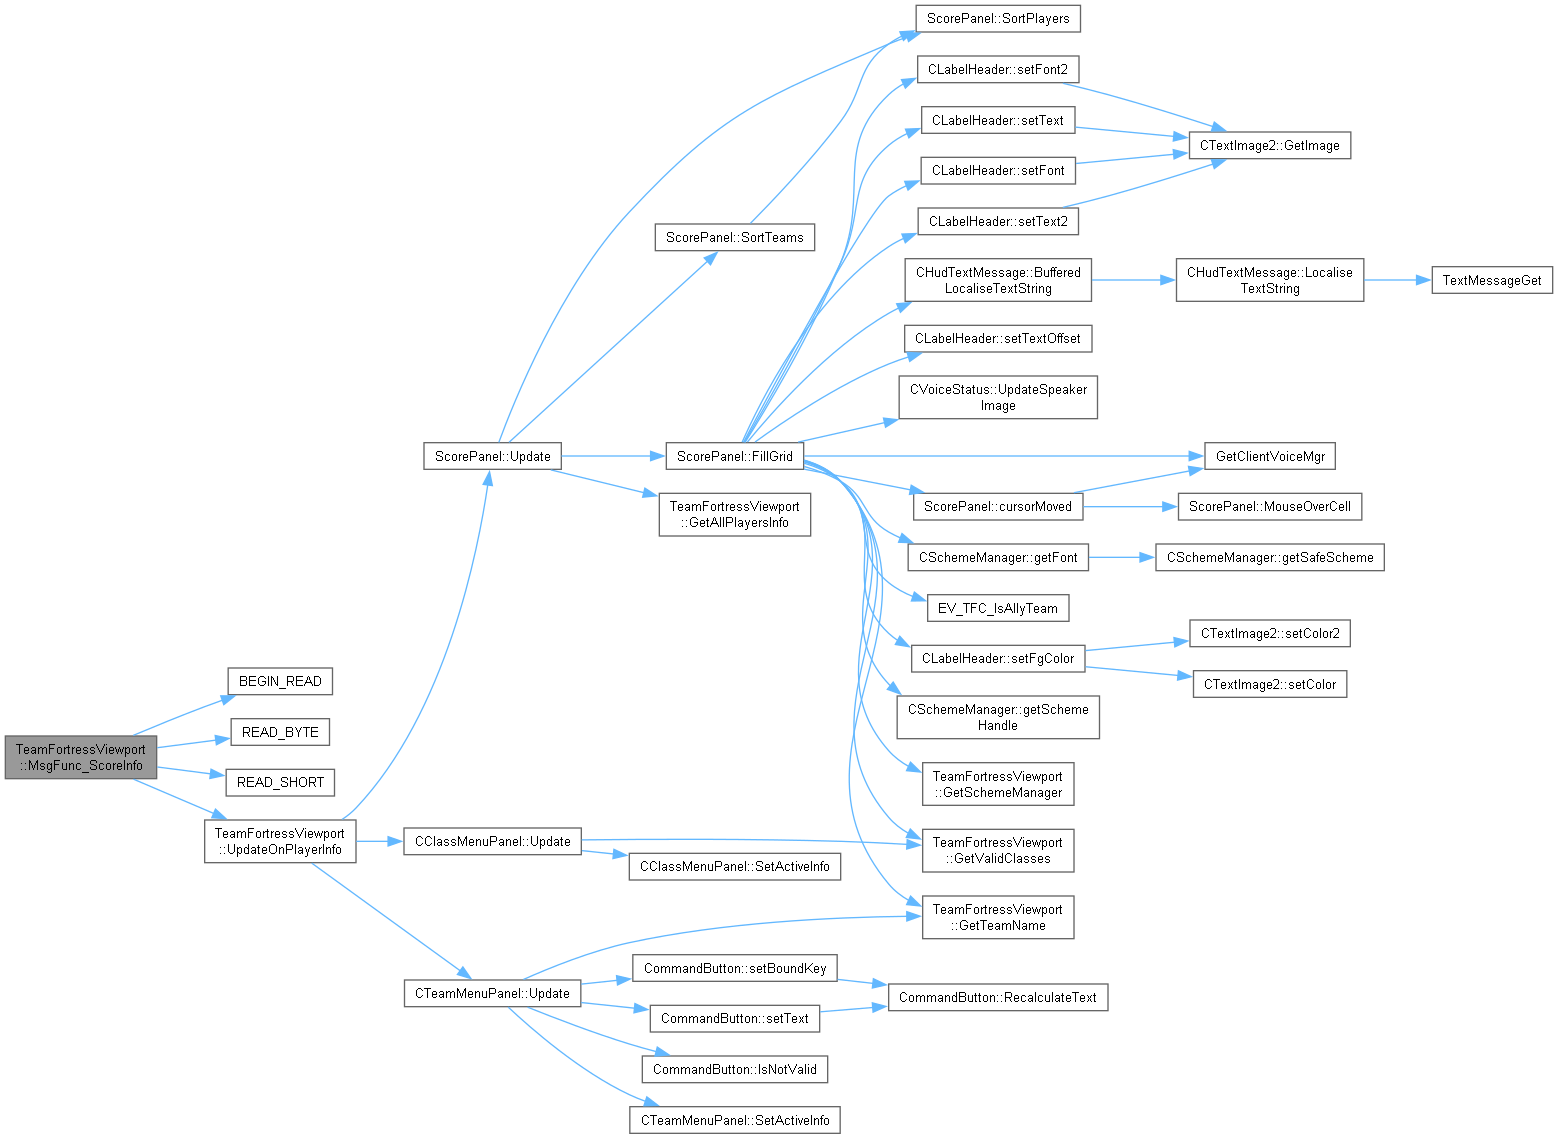 TeamFortressViewport
::MsgFunc_ScoreInfo
BEGIN_READ
READ_BYTE
READ_SHORT
TeamFortressViewport
::UpdateOnPlayerInfo
ScorePanel::Update
CClassMenuPanel::Update
CTeamMenuPanel::Update
ScorePanel::SortTeams
ScorePanel::FillGrid
TeamFortressViewport
::GetAllPlayersInfo
CClassMenuPanel::SetActiveInfo
CommandButton::setBoundKey
CommandButton::setText
CommandButton::IsNotValid
CTeamMenuPanel::SetActiveInfo
ScorePanel::SortPlayers
CLabelHeader::setFont2
CLabelHeader::setText
CLabelHeader::setFont
CLabelHeader::setText2
CHudTextMessage::Buffered
LocaliseTextString
CLabelHeader::setTextOffset
CVoiceStatus::UpdateSpeaker
Image
ScorePanel::cursorMoved
CSchemeManager::getFont
EV_TFC_IsAllyTeam
CLabelHeader::setFgColor
CSchemeManager::getScheme
Handle
TeamFortressViewport
::GetSchemeManager
TeamFortressViewport
::GetValidClasses
TeamFortressViewport
::GetTeamName
CommandButton::RecalculateText
CTextImage2::GetImage
CHudTextMessage::Localise
TextString
GetClientVoiceMgr
ScorePanel::MouseOverCell
CSchemeManager::getSafeScheme
CTextImage2::setColor2
CTextImage2::setColor
TextMessageGet